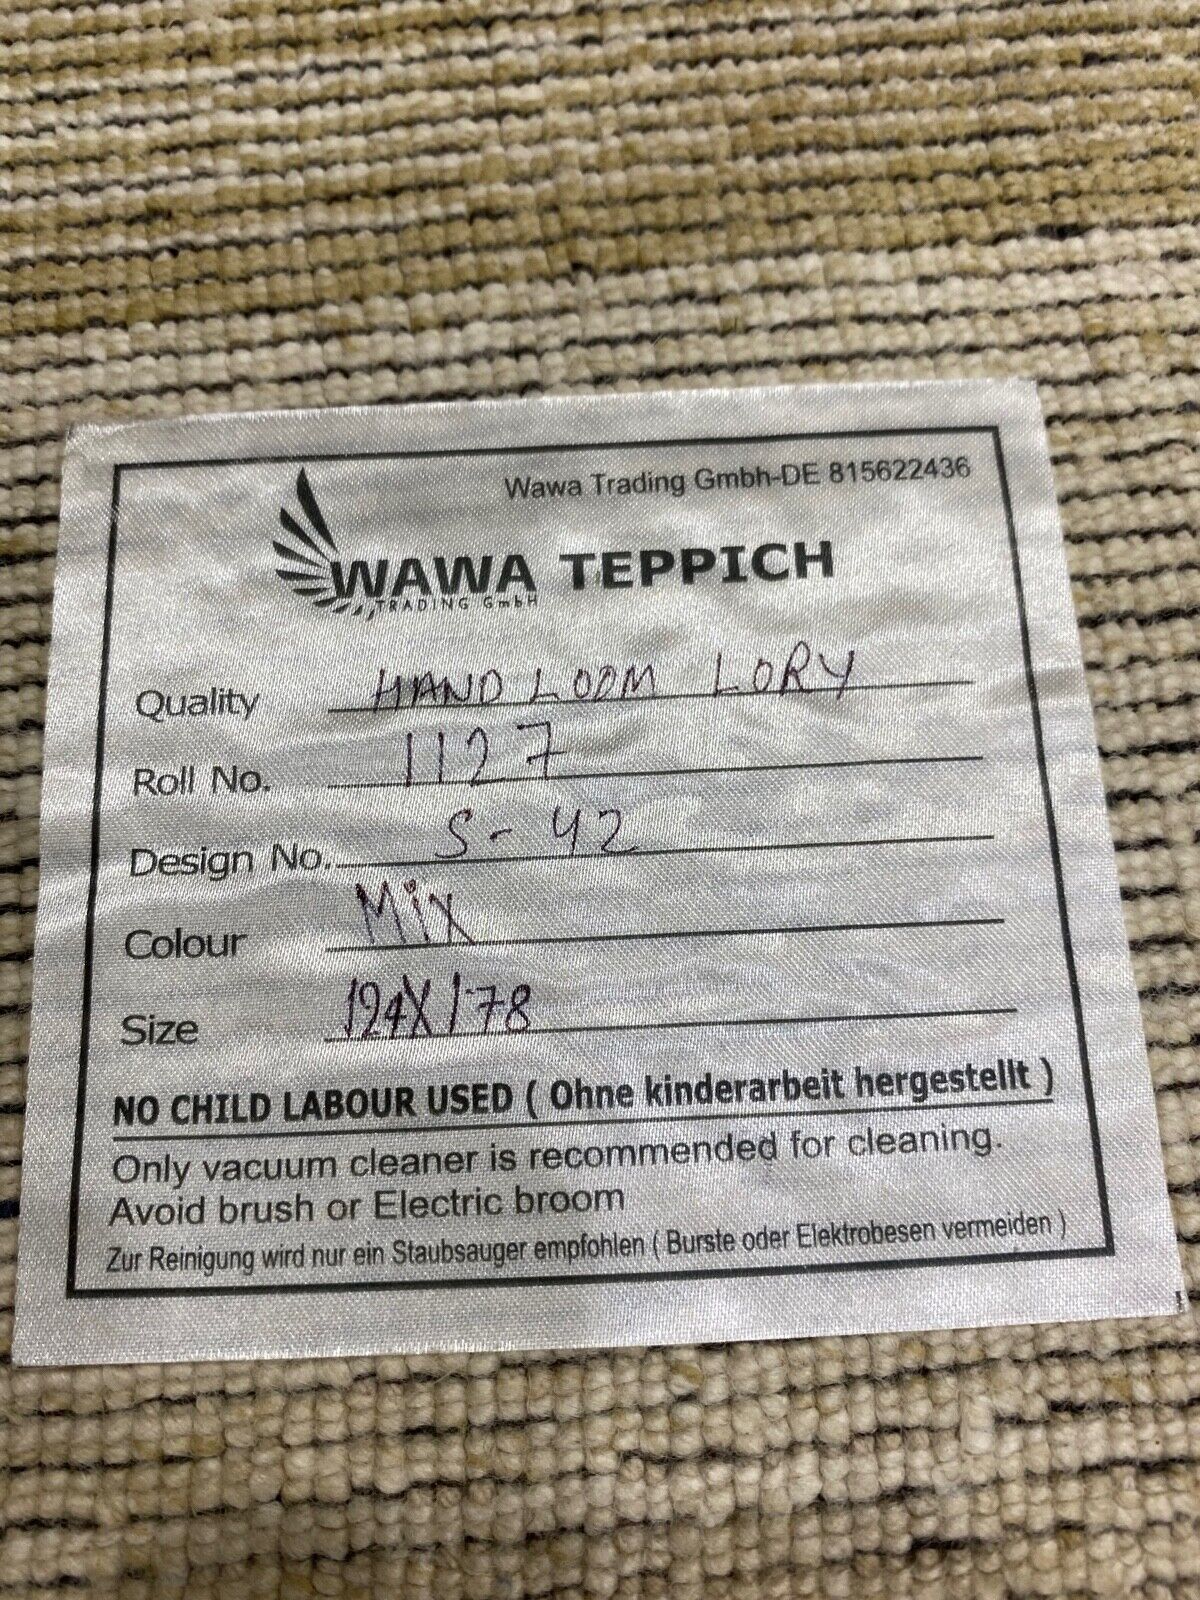 Wawa Trading Gmbh-DE 815622436
WAWA TEPPICH
TRADING GmbH
Quality HAND LOOM LORY
Roll No. 1127
Design No. S-42
Colour Mix
Size 124X178
NO CHILD LABOUR USED ( Ohne kinderarbeit hergestellt )
Only vacuum cleaner is recommended for cleaning.
Avoid brush or Electric broom
Zur Reinigung wird nur ein Staubsauger empfohlen ( Burste oder Elektrobesen vermeiden )